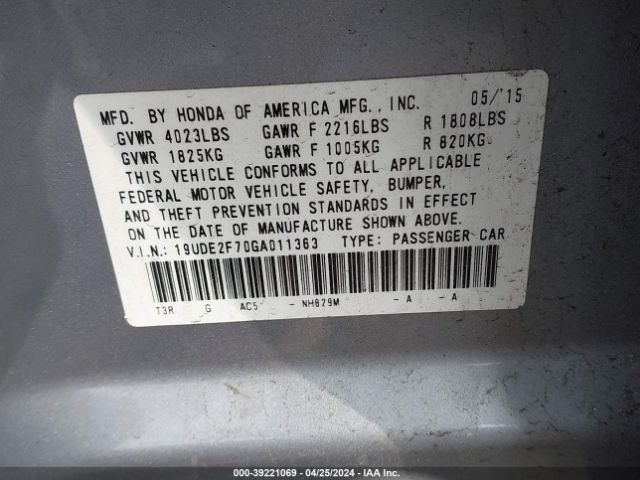 MFD. BY HONDA OF AMERICA MFG., INC. 05/'15
GVWR 4023LBS GAWR F 2216LBS R 1808LBS
GVWR 1825KG GAWR F 1005KG R 820KG
THIS VEHICLE CONFORMS TO ALL APPLICABLE
FEDERAL MOTOR VEHICLE SAFETY, BUMPER,
AND THEFT PREVENTION STANDARDS IN EFFECT
ON THE DATE OF MANUFACTURE SHOWN ABOVE.
V.I.N.: 19UDE2F70GA011363 TYPE: PASSENGER CAR
T3R G AC5 - NH829M - A - A
000-39221069 - 04/25/2024 - IAA Inc.